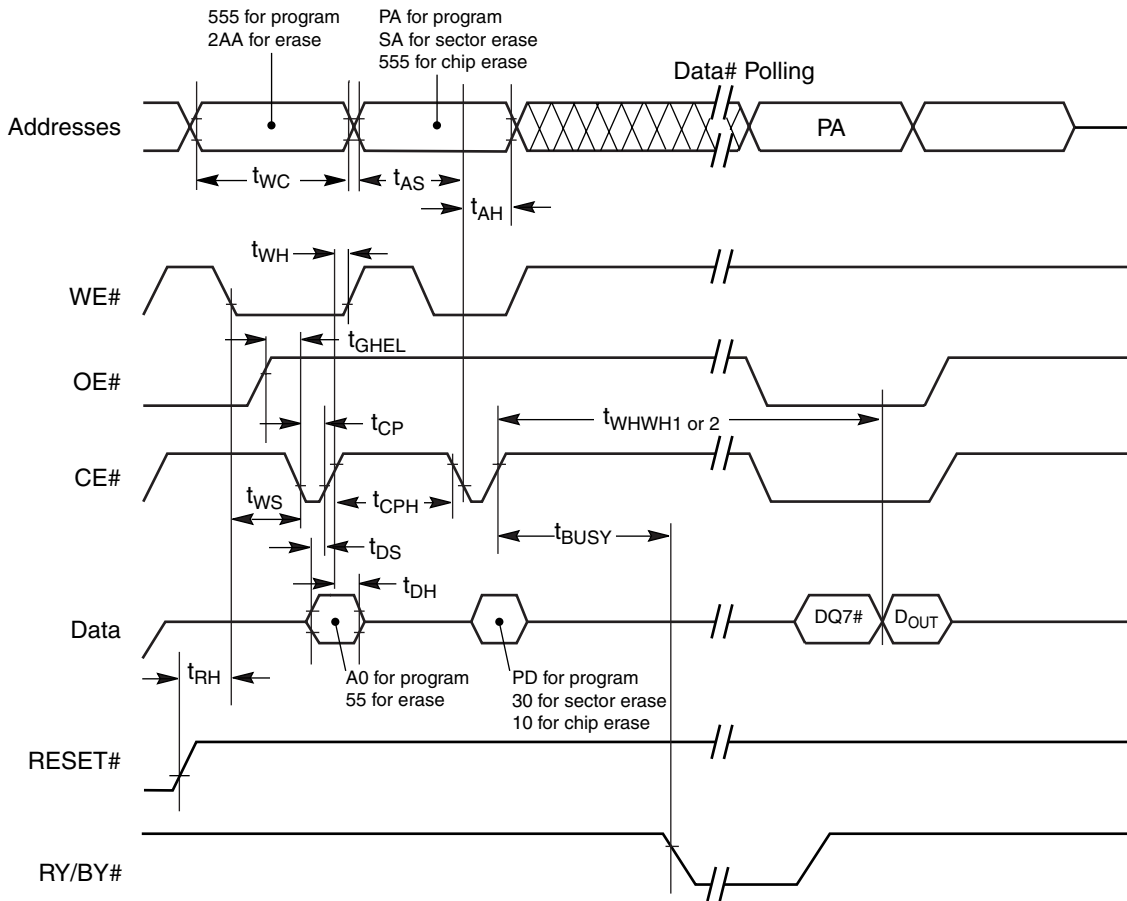 555 for program
2AA for erase
PA for program
SA for sector erase
555 for chip erase
Data# Polling
Addresses
PA
tWC
tAS
tAH
tWH
WE#
tGHEL
OE#
tWHWH1 or 2
tCP
CE#
tWS
tCPH
tBUSY
tDS
tDH
Data
DQ7#
DOUT
tRH
A0 for program
55 for erase
PD for program
30 for sector erase
10 for chip erase
RESET#
RY/BY#